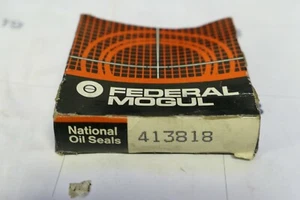 FEDERAL
MOGUL
National
Oil Seals
413818